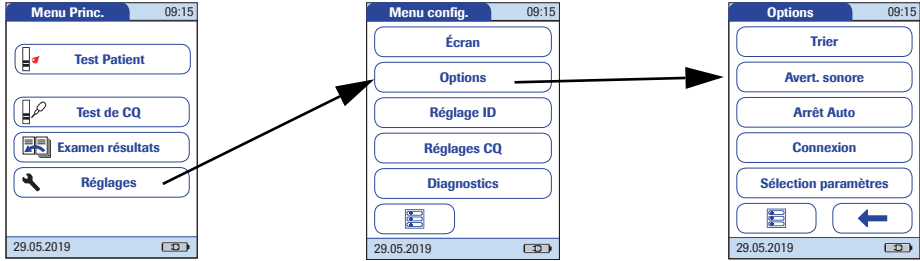 Menu Princ. 09:15
Test Patient
Test de CQ
Examen résultats
Réglages
29.05.2019
Menu config. 09:15
Écran
Options
Réglage ID
Réglages CQ
Diagnostics
29.05.2019
Options 09:15
Trier
Avert. sonore
Arrêt Auto
Connexion
Sélection paramètres
29.05.2019